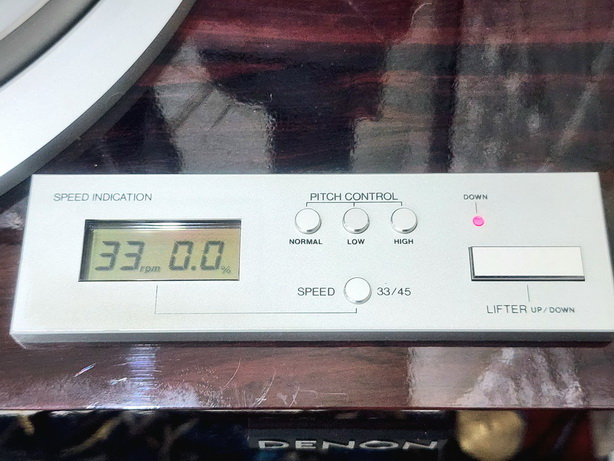 SPEED INDICATION
PITCH CONTROL
DOWN
NORMAL LOW HIGH
33 rpm 0.0 %
SPEED 33/45
LIFTER UP/DOWN
DENON